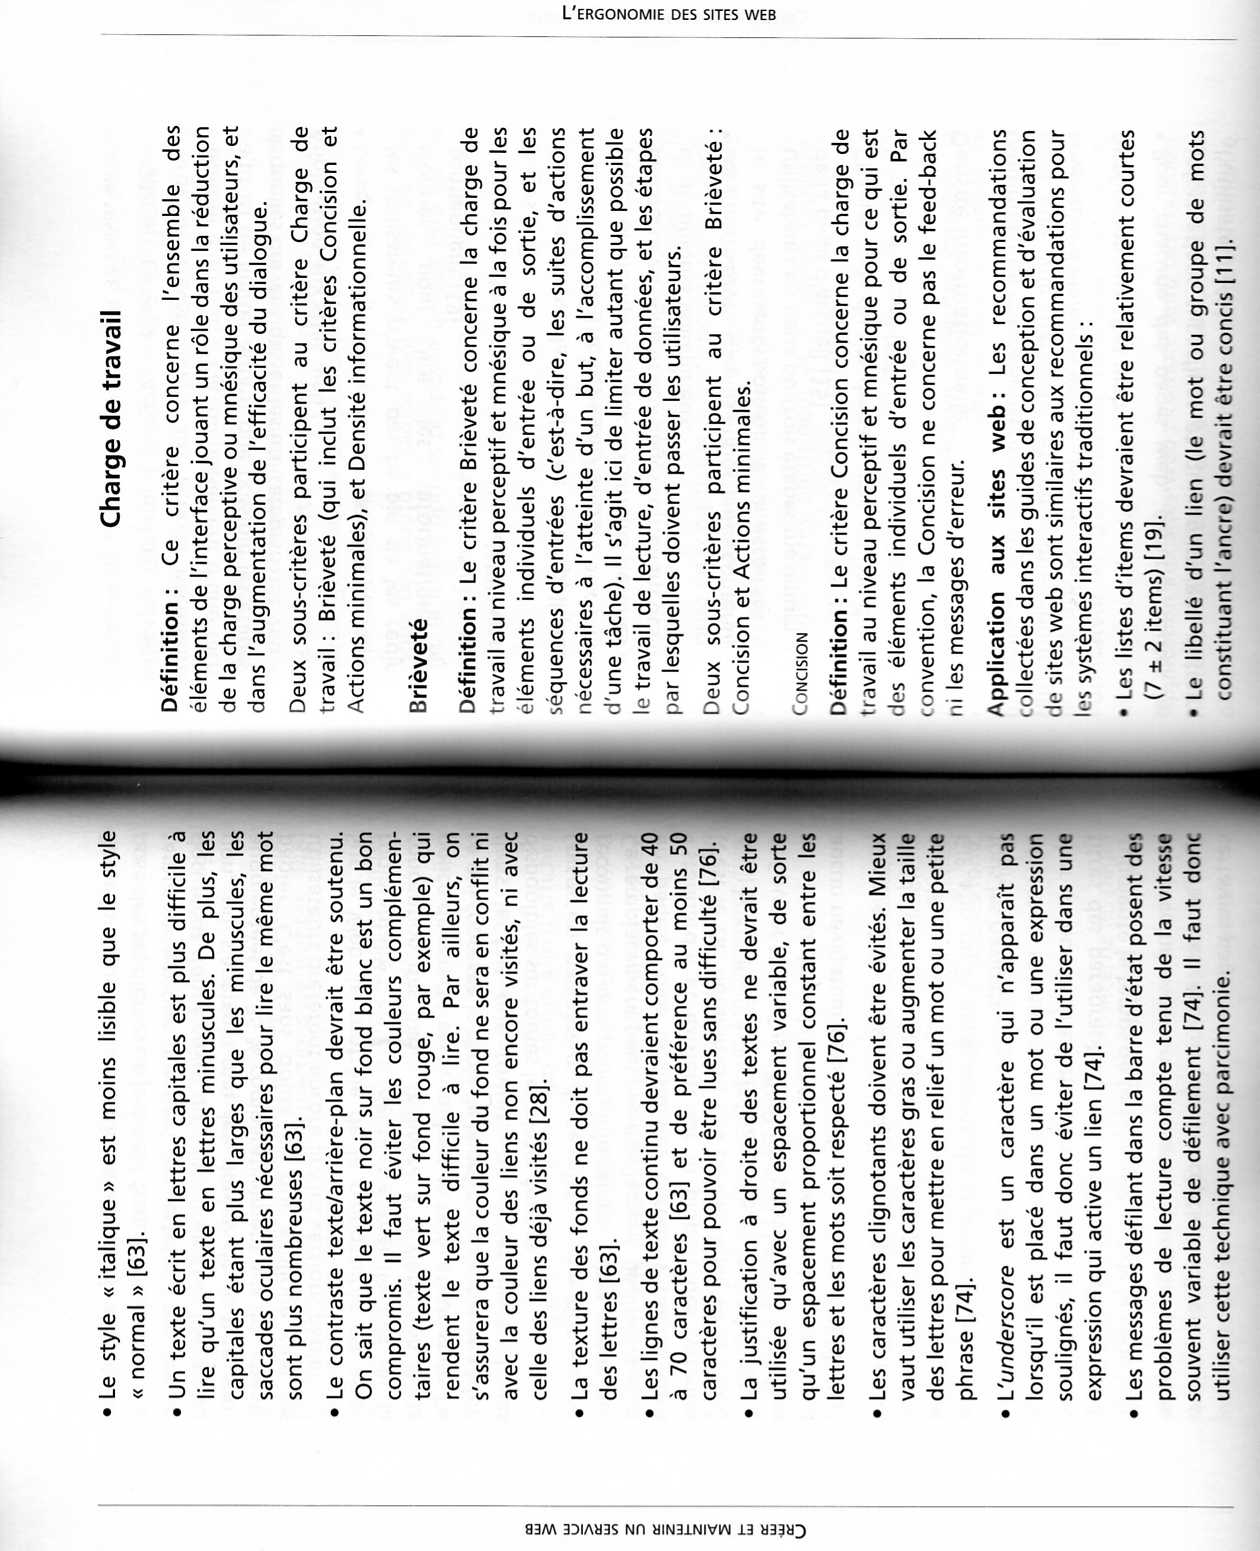 CRÉER ET MAINTENIR UN SERVICE WEB
• Le style « italique » est moins lisible que le style
« normal » [63].
• Un texte écrit en lettres capitales est plus difficile à
lire qu'un texte en lettres minuscules. De plus, les
capitales étant plus larges que les minuscules, les
saccades oculaires nécessaires pour lire le même mot
sont plus nombreuses [63].
• Le contraste texte/arrière-plan devrait être soutenu.
On sait que le texte noir sur fond blanc est un bon
compromis. Il faut éviter les couleurs complémen-
taires (texte vert sur fond rouge, par exemple) qui
rendent le texte difficile à lire. Par ailleurs, on
s'assurera que la couleur du fond ne sera en conflit ni
avec la couleur des liens non encore visités, ni avec
celle des liens déjà visités [28].
• La texture des fonds ne doit pas entraver la lecture
des lettres [63].
• Les lignes de texte continu devraient comporter de 40
à 70 caractères [63] et de préférence au moins 50
caractères pour pouvoir être lues sans difficulté [76].
• La justification à droite des textes ne devrait être
utilisée qu'avec un espacement variable, de sorte
qu'un espacement proportionnel constant entre les
lettres et les mots soit respecté [76].
• Les caractères clignotants doivent être évités. Mieux
vaut utiliser les caractères gras ou augmenter la taille
des lettres pour mettre en relief un mot ou une petite
phrase [74].
• L'underscore est un caractère qui n'apparaît pas
lorsqu'il est placé dans un mot ou une expression
soulignés, il faut donc éviter de l'utiliser dans une
expression qui active un lien [74].
• Les messages défilant dans la barre d'état posent des
problèmes de lecture compte tenu de la vitesse
souvent variable de défilement [74]. Il faut donc
utiliser cette technique avec parcimonie.
L'ERGONOMIE DES SITES WEB
Charge de travail
Définition : Ce critère concerne l'ensemble des
éléments de l'interface jouant un rôle dans la réduction
de la charge perceptive ou mnésique des utilisateurs, et
dans l'augmentation de l'efficacité du dialogue.
Deux sous-critères participent au critère Charge de
travail : Brièveté (qui inclut les critères Concision et
Actions minimales), et Densité informationnelle.
Brièveté
Définition : Le critère Brièveté concerne la charge de
travail au niveau perceptif et mnésique à la fois pour les
éléments individuels d'entrée ou de sortie, et les
séquences d'entrées (c'est-à-dire, les suites d'actions
nécessaires à l'atteinte d'un but, à l'accomplissement
d'une tâche). Il s'agit ici de limiter autant que possible
le travail de lecture, d'entrée de données, et les étapes
par lesquelles doivent passer les utilisateurs.
Deux sous-critères participent au critère Brièveté :
Concision et Actions minimales.
CONCISION
Définition : Le critère Concision concerne la charge de
travail au niveau perceptif et mnésique pour ce qui est
des éléments individuels d'entrée ou de sortie. Par
convention, la Concision ne concerne pas le feed-back
ni les messages d'erreur.
Application aux sites web : Les recommandations
collectées dans les guides de conception et d'évaluation
de sites web sont similaires aux recommandations pour
les systèmes interactifs traditionnels :
• Les listes d'items devraient être relativement courtes
(7 ± 2 items) [19].
• Le libellé d'un lien (le mot ou groupe de mots
constituant l'ancre) devrait être concis [11].